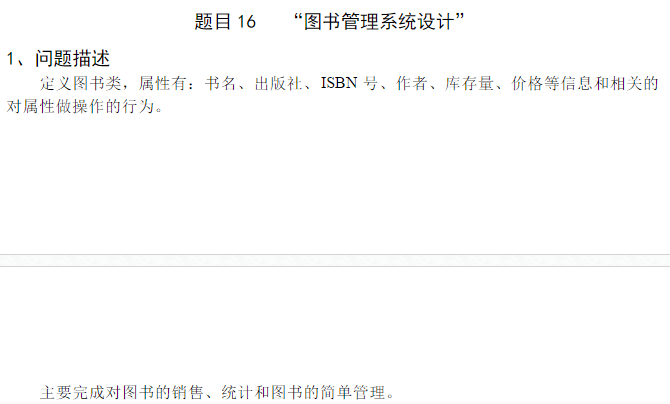 题目 16 “图书管理系统设计”
1、问题描述
定义图书类，属性有：书名、出版社、ISBN 号、作者、库存量、价格等信息和相关的
对属性做操作的行为。
主要完成对图书的销售、统计和图书的简单管理。